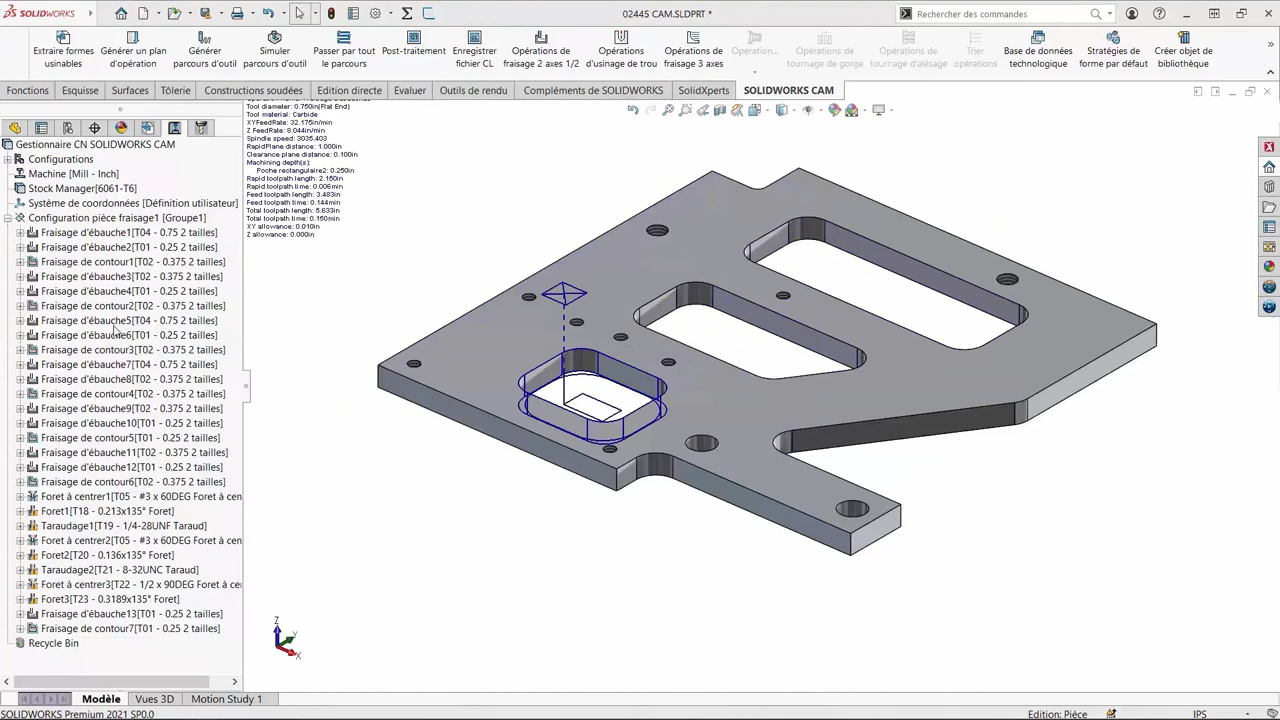 SOLIDWORKS
02445 CAM.SLDPRT *
Rechercher des commandes
Extraire formes usinables
Générer un plan d'opération
Générer parcours d'outil
Simuler parcours d'outil
Passer par tout le parcours
Post-traitement
Enregistrer fichier CL
Opérations de fraisage 2 axes 1/2
Opérations d'usinage de trou
Opérations de fraisage 3 axes
Opération...
Opérations de tournage de gorge
Opérations de tournage d'alésage
Trier opérations
Base de données technologique
Stratégies de forme par défaut
Créer objet de bibliothèque
Fonctions
Esquisse
Surfaces
Tôlerie
Constructions soudées
Edition directe
Evaluer
Outils de rendu
Compléments de SOLIDWORKS
SolidXperts
SOLIDWORKS CAM
Gestionnaire CN SOLIDWORKS CAM
Configurations
Machine [Mill - Inch]
Stock Manager[6061-T6]
Système de coordonnées [Définition utilisateur]
Configuration pièce fraisage1 [Groupe1]
Fraisage d'ébauche1[T04 - 0.75 2 tailles]
Fraisage d'ébauche2[T01 - 0.25 2 tailles]
Fraisage de contour1[T02 - 0.375 2 tailles]
Fraisage d'ébauche3[T02 - 0.375 2 tailles]
Fraisage d'ébauche4[T01 - 0.25 2 tailles]
Fraisage de contour2[T02 - 0.375 2 tailles]
Fraisage d'ébauche5[T04 - 0.75 2 tailles]
Fraisage d'ébauche6[T01 - 0.25 2 tailles]
Fraisage de contour3[T02 - 0.375 2 tailles]
Fraisage d'ébauche7[T04 - 0.75 2 tailles]
Fraisage d'ébauche8[T02 - 0.375 2 tailles]
Fraisage de contour4[T02 - 0.375 2 tailles]
Fraisage d'ébauche9[T02 - 0.375 2 tailles]
Fraisage d'ébauche10[T01 - 0.25 2 tailles]
Fraisage de contour5[T01 - 0.25 2 tailles]
Fraisage d'ébauche11[T02 - 0.375 2 tailles]
Fraisage d'ébauche12[T01 - 0.25 2 tailles]
Fraisage de contour6[T01 - 0.25 2 tailles]
Foret à centrer1[T05 - #3 x 60DEG Foret à cen
Foret1[T18 - 0.213x135° Foret]
Taraudage1[T19 - 1/4-28UNF Taraud]
Foret à centrer2[T05 - #3 x 60DEG Foret à cen
Foret2[T20 - 0.136x135° Foret]
Taraudage2[T21 - 8-32UNC Taraud]
Foret à centrer3[T22 - 1/2 x 90DEG Foret à ce
Foret3[T23 - 0.3189x135° Foret]
Fraisage d'ébauche13[T01 - 0.25 2 tailles]
Fraisage de contour7[T01 - 0.25 2 tailles]
Recycle Bin
Tool diameter: 0.750in(Flat End)
Tool material: Carbide
XYFeedRate: 32.175in/min
Z FeedRate: 8.044in/min
Spindle speed: 3035.403
RapidPlane distance: 1.000in
Clearance plane distance: 0.100in
Machining depth(s):
Poche rectangulaire2: 0.250in
Rapid toolpath length: 2.150in
Rapid toolpath time: 0.006min
Feed toolpath length: 3.483in
Feed toolpath time: 0.144min
Total toolpath length: 5.633in
Total toolpath time: 0.150min
XY allowance: 0.010in
Z allowance: 0.000in
Z
Y
X
Modèle
Vues 3D
Motion Study 1
SOLIDWORKS Premium 2021 SP0.0
Edition: Pièce
IPS